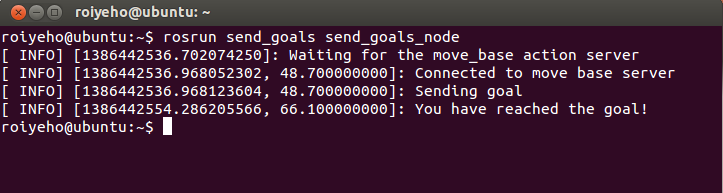 roiyeho@ubuntu: ~
roiyeho@ubuntu:~$ rosrun send_goals send_goals_node
[ INFO] [1386442536.702074250]: Waiting for the move_base action server
[ INFO] [1386442536.968052302, 48.700000000]: Connected to move base server
[ INFO] [1386442536.968123604, 48.700000000]: Sending goal
[ INFO] [1386442554.286205566, 66.100000000]: You have reached the goal!
roiyeho@ubuntu:~$